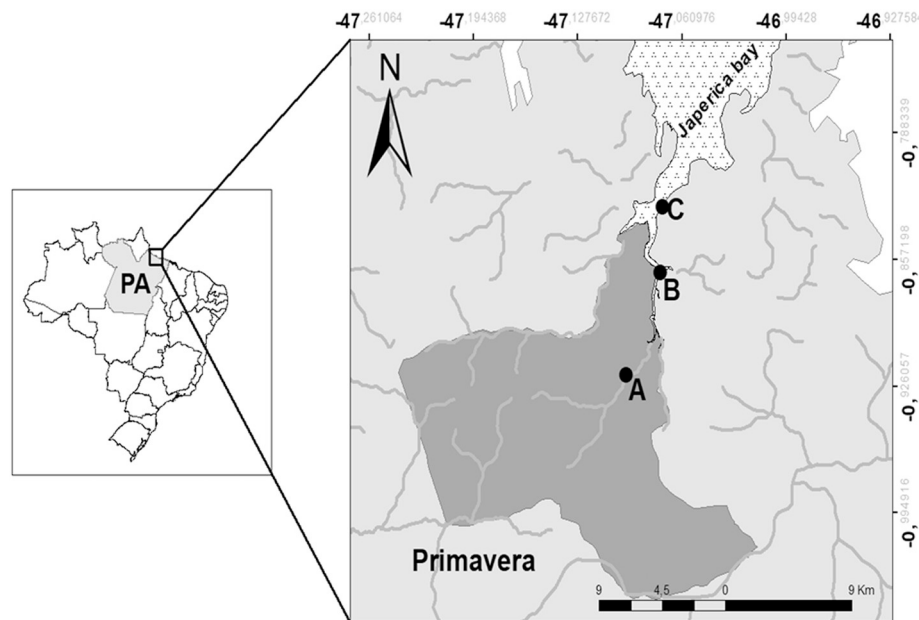 -47,261064 -47,194368 -47,127672 -47,060976 -46,99428 -46,927584
N
Japerica bay
-0,788339
C
-0,857198
PA
B
-0,926057
A
-0,994916
Primavera
9 4,5 0 9 Km